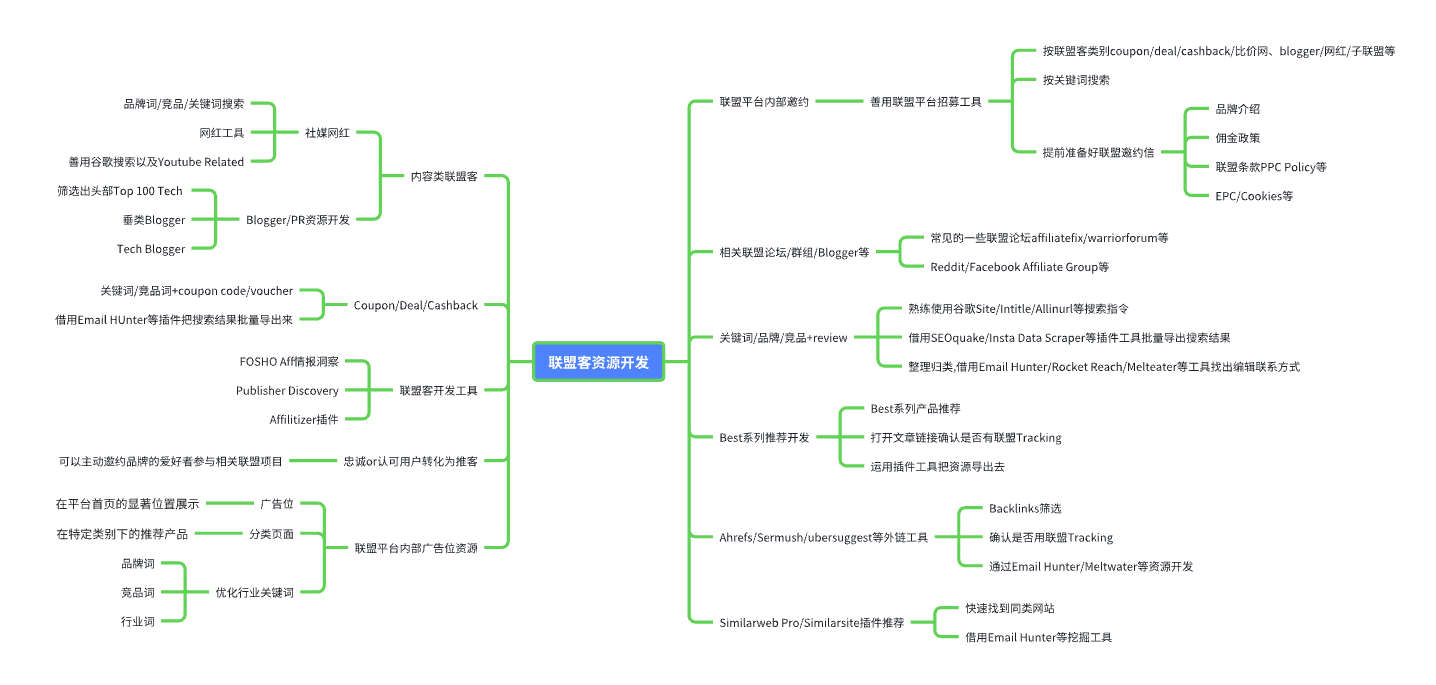 联盟客资源开发
联盟平台内部邀约
善用联盟平台招募工具
按联盟客类别coupon/deal/cashback/比价网、blogger/网红/子联盟等
按关键词搜索
提前准备好联盟邀约信
品牌介绍
佣金政策
联盟条款PPC Policy等
EPC/Cookies等
相关联盟论坛/群组/Blogger等
常见的一些联盟论坛affiliatefix/warriorforum等
Reddit/Facebook Affiliate Group等
关键词/品牌/竞品+review
熟练使用谷歌Site/Intitle/Allinurl等搜索指令
借用SEOquake/Insta Data Scraper等插件工具批量导出搜索结果
整理归类,借用Email Hunter/Rocket Reach/Melteater等工具找出编辑联系方式
Best系列推荐开发
Best系列产品推荐
打开文章链接确认是否有联盟Tracking
运用插件工具把资源导出去
Ahrefs/Sermush/ubersuggest等外链工具
Backlinks筛选
确认是否用联盟Tracking
通过Email Hunter/Meltwater等资源开发
Similarweb Pro/Similarsite插件推荐
快速找到同类网站
借用Email Hunter等挖掘工具
内容类联盟客
社媒网红
品牌词/竞品/关键词搜索
网红工具
善用谷歌搜索以及Youtube Related
Blogger/PR资源开发
筛选出头部Top 100 Tech
垂类Blogger
Tech Blogger
Coupon/Deal/Cashback
关键词/竞品词+coupon code/voucher
借用Email HUnter等插件把搜索结果批量导出来
联盟客开发工具
FOSHO Aff情报洞察
Publisher Discovery
Affilitizer插件
忠诚or认可用户转化为推客
可以主动邀约品牌的爱好者参与相关联盟项目
联盟平台内部广告位资源
广告位
在平台首页的显著位置展示
分类页面
在特定类别下的推荐产品
优化行业关键词
品牌词
竞品词
行业词